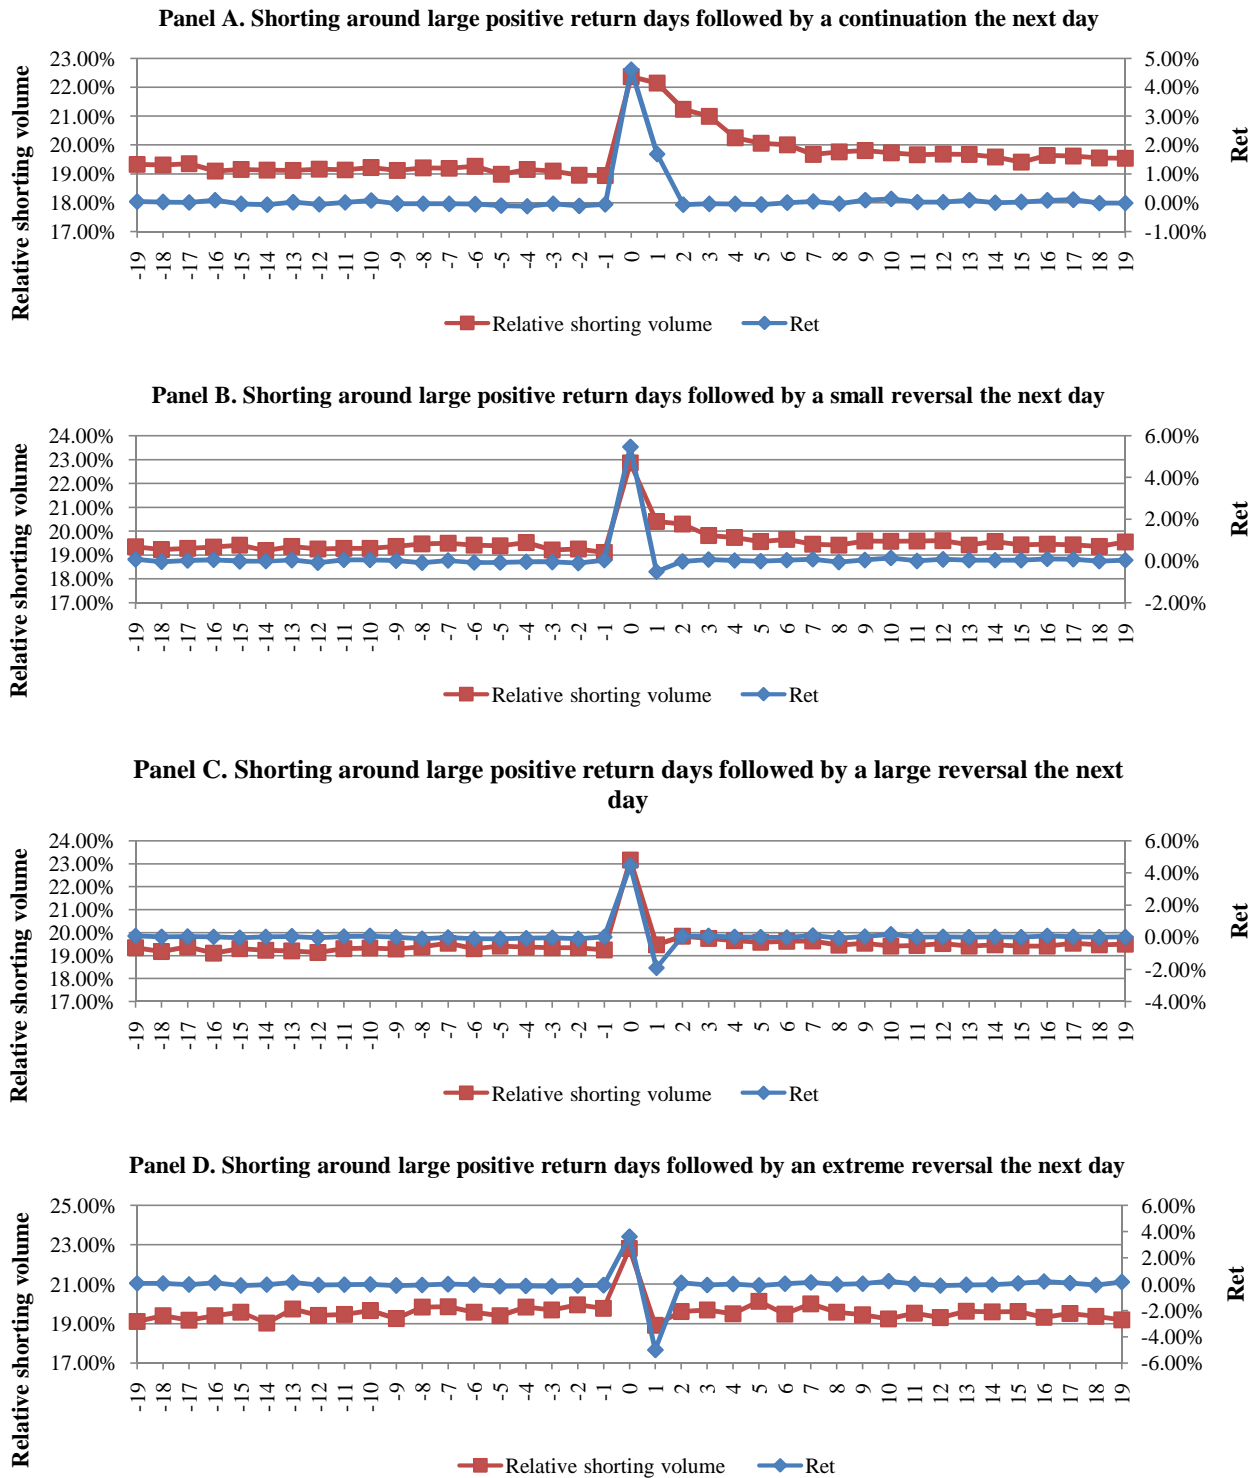 Panel A. Shorting around large positive return days followed by a continuation the next day
Relative shorting volume
23.00%
22.00%
21.00%
20.00%
19.00%
18.00%
17.00%
5.00%
4.00%
3.00%
2.00%
1.00%
0.00%
-1.00%
Ret
-19 -18 -17 -16 -15 -14 -13 -12 -11 -10 -9 -8 -7 -6 -5 -4 -3 -2 -1 0 1 2 3 4 5 6 7 8 9 10 11 12 13 14 15 16 17 18 19
Relative shorting volume Ret
Panel B. Shorting around large positive return days followed by a small reversal the next day
Relative shorting volume
24.00%
23.00%
22.00%
21.00%
20.00%
19.00%
18.00%
17.00%
6.00%
4.00%
2.00%
0.00%
-2.00%
Ret
-19 -18 -17 -16 -15 -14 -13 -12 -11 -10 -9 -8 -7 -6 -5 -4 -3 -2 -1 0 1 2 3 4 5 6 7 8 9 10 11 12 13 14 15 16 17 18 19
Relative shorting volume Ret
Panel C. Shorting around large positive return days followed by a large reversal the next
day
Relative shorting volume
24.00%
23.00%
22.00%
21.00%
20.00%
19.00%
18.00%
17.00%
6.00%
4.00%
2.00%
0.00%
-2.00%
-4.00%
Ret
-19 -18 -17 -16 -15 -14 -13 -12 -11 -10 -9 -8 -7 -6 -5 -4 -3 -2 -1 0 1 2 3 4 5 6 7 8 9 10 11 12 13 14 15 16 17 18 19
Relative shorting volume Ret
Panel D. Shorting around large positive return days followed by an extreme reversal the next day
Relative shorting volume
25.00%
23.00%
21.00%
19.00%
17.00%
6.00%
4.00%
2.00%
0.00%
-2.00%
-4.00%
-6.00%
Ret
-19 -18 -17 -16 -15 -14 -13 -12 -11 -10 -9 -8 -7 -6 -5 -4 -3 -2 -1 0 1 2 3 4 5 6 7 8 9 10 11 12 13 14 15 16 17 18 19
Relative shorting volume Ret